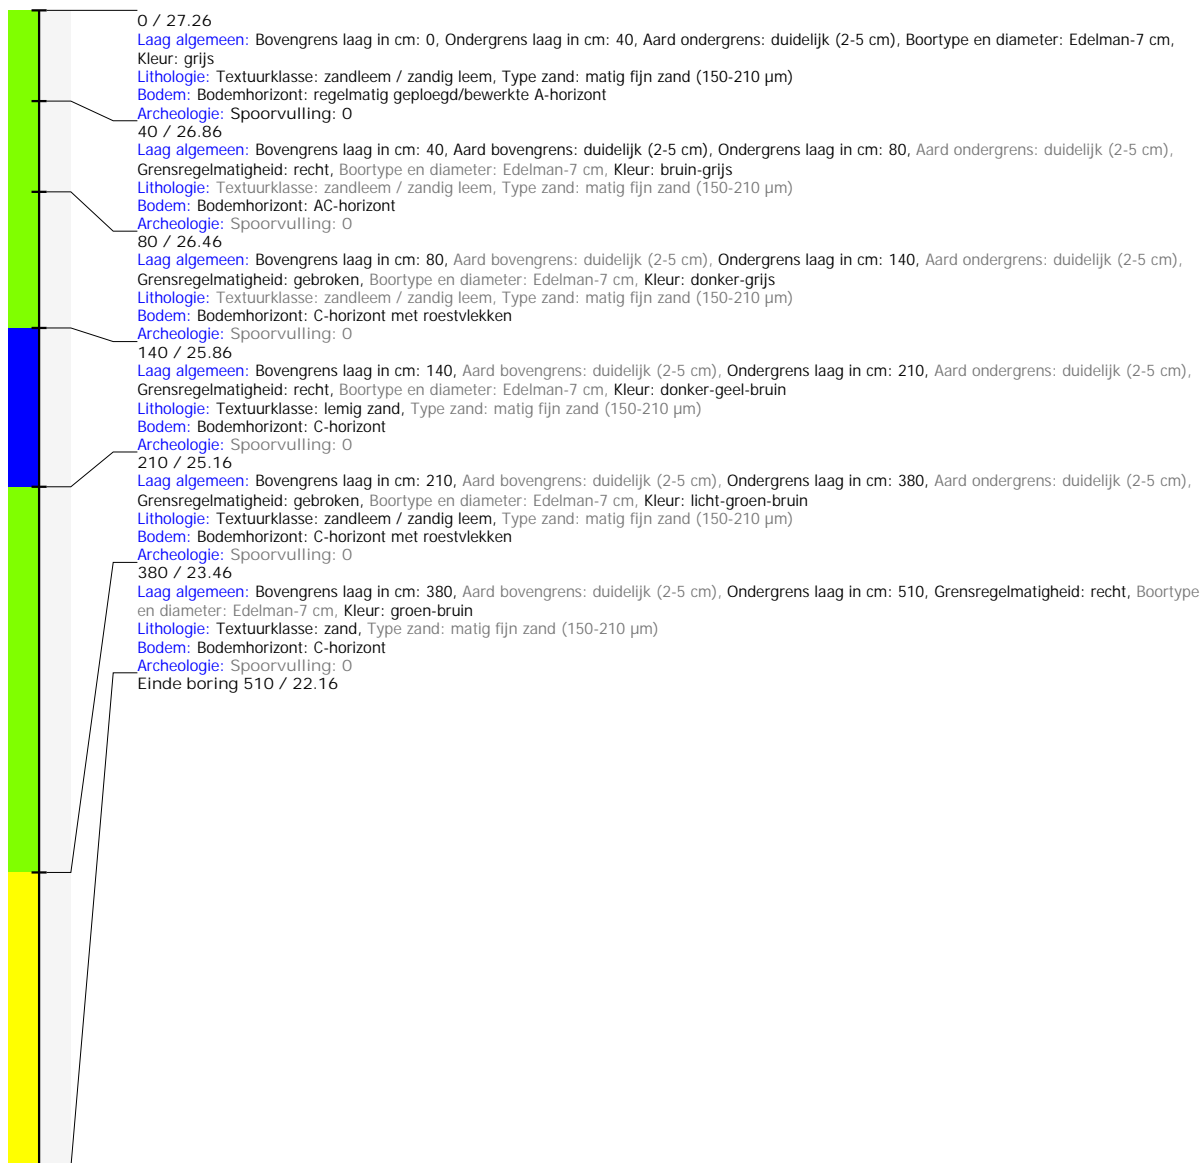 0 / 27.26
Laag algemeen: Bovengrens laag in cm: 0, Ondergrens laag in cm: 40, Aard ondergrens: duidelijk (2-5 cm), Boortype en diameter: Edelman-7 cm,
Kleur: grijs
Lithologie: Textuurklasse: zandleem / zandig leem, Type zand: matig fijn zand (150-210 µm)
Bodem: Bodemhorizont: regelmatig geploegd/bewerkte A-horizont
Archeologie: Spoorvulling: 0
40 / 26.86
Laag algemeen: Bovengrens laag in cm: 40, Aard bovengrens: duidelijk (2-5 cm), Ondergrens laag in cm: 80, Aard ondergrens: duidelijk (2-5 cm),
Grensregelmatigheid: recht, Boortype en diameter: Edelman-7 cm, Kleur: bruin-grijs
Lithologie: Textuurklasse: zandleem / zandig leem, Type zand: matig fijn zand (150-210 µm)
Bodem: Bodemhorizont: AC-horizont
Archeologie: Spoorvulling: 0
80 / 26.46
Laag algemeen: Bovengrens laag in cm: 80, Aard bovengrens: duidelijk (2-5 cm), Ondergrens laag in cm: 140, Aard ondergrens: duidelijk (2-5 cm),
Grensregelmatigheid: gebroken, Boortype en diameter: Edelman-7 cm, Kleur: donker-grijs
Lithologie: Textuurklasse: zandleem / zandig leem, Type zand: matig fijn zand (150-210 µm)
Bodem: Bodemhorizont: C-horizont met roestvlekken
Archeologie: Spoorvulling: 0
140 / 25.86
Laag algemeen: Bovengrens laag in cm: 140, Aard bovengrens: duidelijk (2-5 cm), Ondergrens laag in cm: 210, Aard ondergrens: duidelijk (2-5 cm),
Grensregelmatigheid: recht, Boortype en diameter: Edelman-7 cm, Kleur: donker-geel-bruin
Lithologie: Textuurklasse: lemig zand, Type zand: matig fijn zand (150-210 µm)
Bodem: Bodemhorizont: C-horizont
Archeologie: Spoorvulling: 0
210 / 25.16
Laag algemeen: Bovengrens laag in cm: 210, Aard bovengrens: duidelijk (2-5 cm), Ondergrens laag in cm: 380, Aard ondergrens: duidelijk (2-5 cm),
Grensregelmatigheid: gebroken, Boortype en diameter: Edelman-7 cm, Kleur: licht-groen-bruin
Lithologie: Textuurklasse: zandleem / zandig leem, Type zand: matig fijn zand (150-210 µm)
Bodem: Bodemhorizont: C-horizont met roestvlekken
Archeologie: Spoorvulling: 0
380 / 23.46
Laag algemeen: Bovengrens laag in cm: 380, Aard bovengrens: duidelijk (2-5 cm), Ondergrens laag in cm: 510, Grensregelmatigheid: recht, Boortype
en diameter: Edelman-7 cm, Kleur: groen-bruin
Lithologie: Textuurklasse: zand, Type zand: matig fijn zand (150-210 µm)
Bodem: Bodemhorizont: C-horizont
Archeologie: Spoorvulling: 0
Einde boring 510 / 22.16